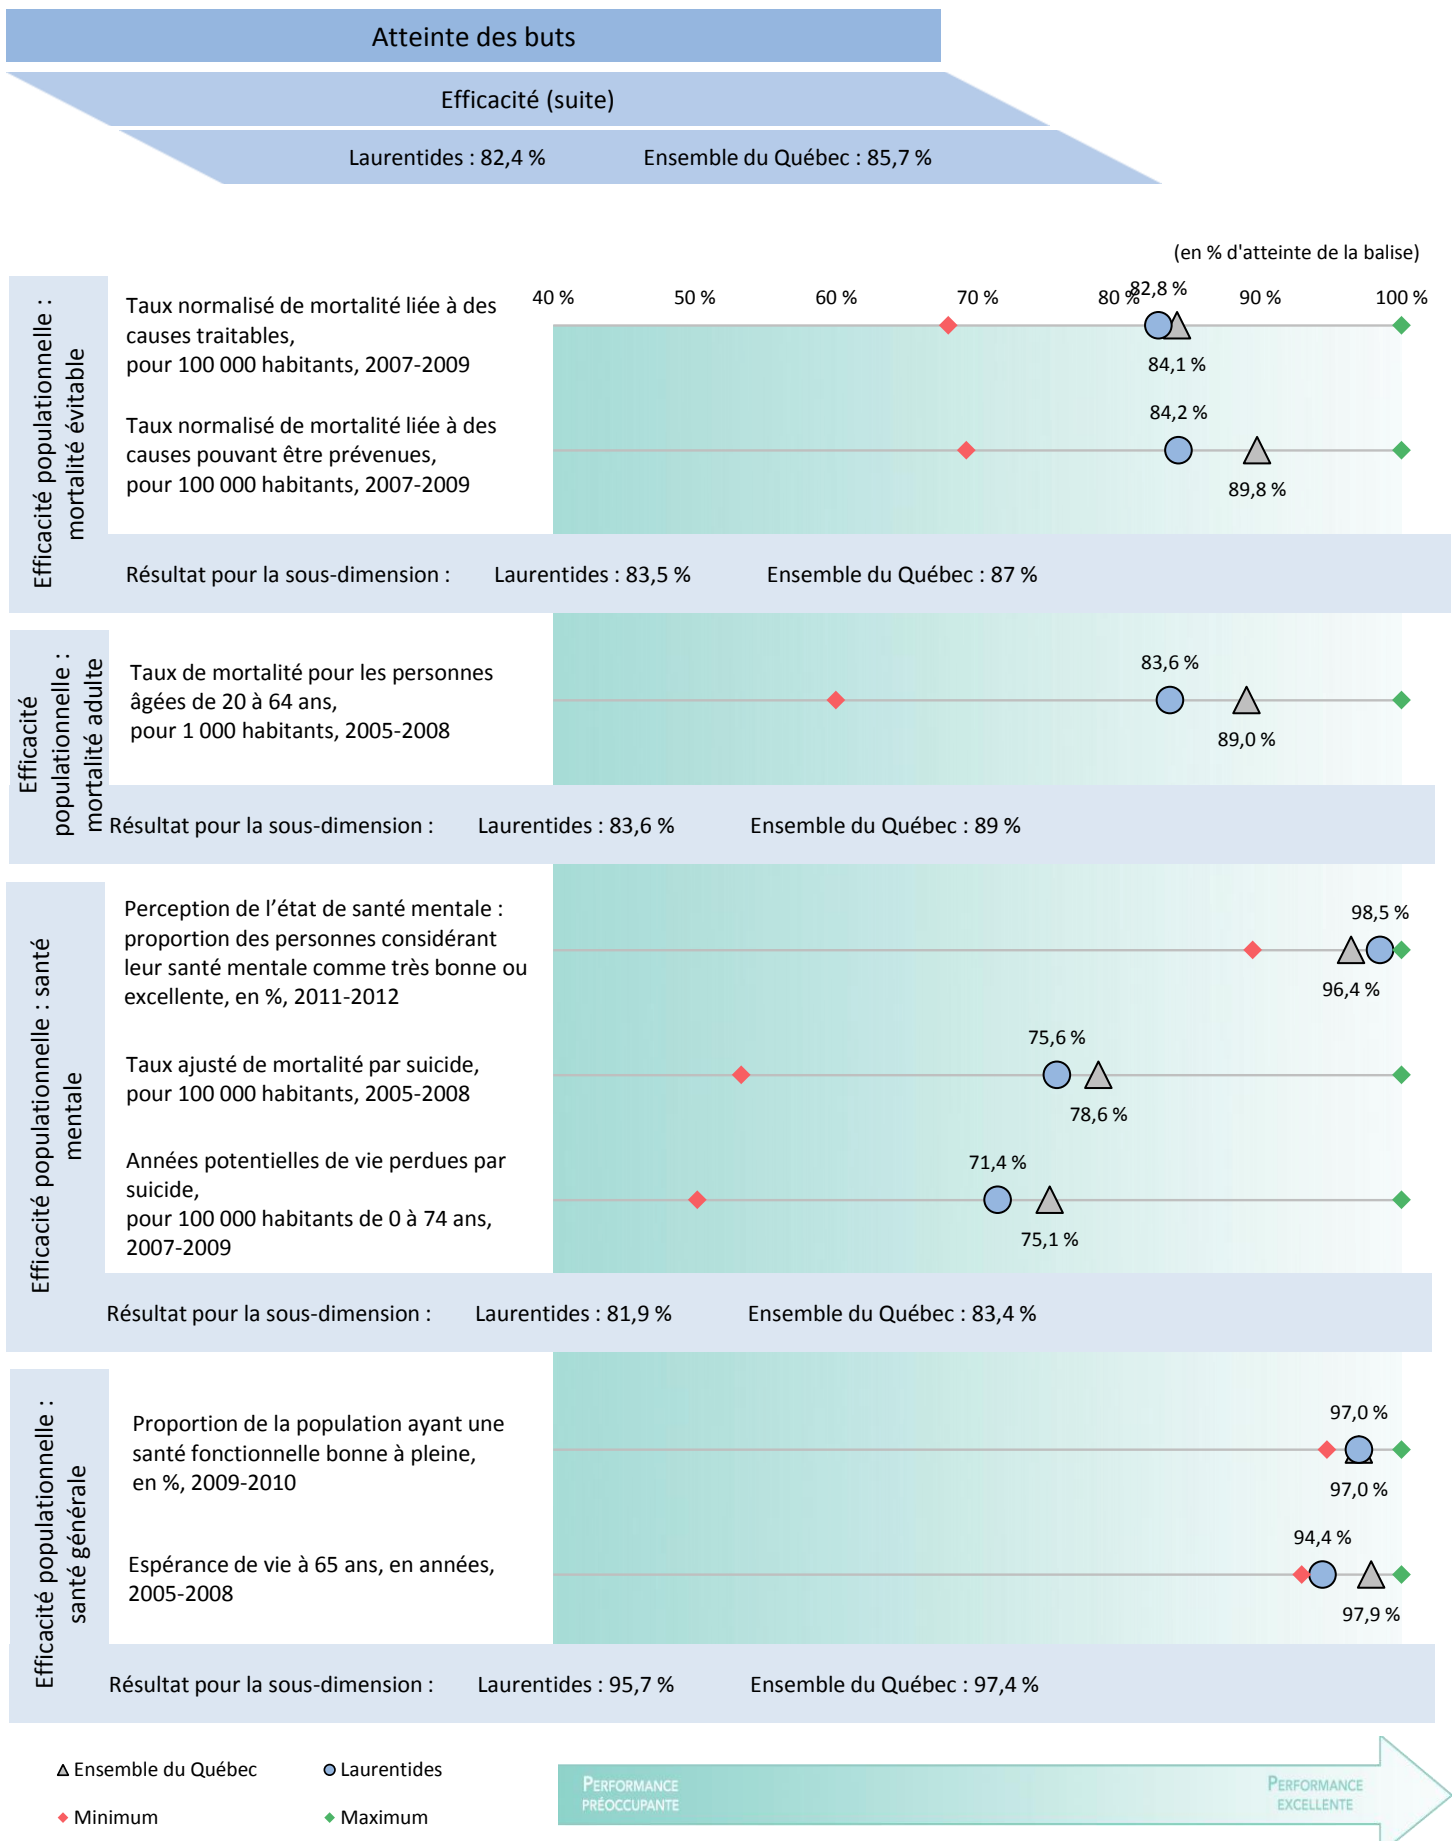 Atteinte des buts
Efficacité (suite)
Laurentides : 82,4 % Ensemble du Québec : 85,7 %
(en % d'atteinte de la balise)
40 % 50 % 60 % 70 % 80 % 90 % 100 %
Efficacité populationnelle :
mortalité évitable
Taux normalisé de mortalité liée à des
causes traitables,
pour 100 000 habitants, 2007-2009
82,8 %
84,1 %
Taux normalisé de mortalité liée à des
causes pouvant être prévenues,
pour 100 000 habitants, 2007-2009
84,2 %
89,8 %
Résultat pour la sous-dimension : Laurentides : 83,5 % Ensemble du Québec : 87 %
Efficacité
populationnelle :
mortalité adulte
Taux de mortalité pour les personnes
âgées de 20 à 64 ans,
pour 1 000 habitants, 2005-2008
83,6 %
89,0 %
Résultat pour la sous-dimension : Laurentides : 83,6 % Ensemble du Québec : 89 %
Efficacité populationnelle : santé
mentale
Perception de l’état de santé mentale :
proportion des personnes considérant
leur santé mentale comme très bonne ou
excellente, en %, 2011-2012
98,5 %
96,4 %
Taux ajusté de mortalité par suicide,
pour 100 000 habitants, 2005-2008
75,6 %
78,6 %
Années potentielles de vie perdues par
suicide,
pour 100 000 habitants de 0 à 74 ans,
2007-2009
71,4 %
75,1 %
Résultat pour la sous-dimension : Laurentides : 81,9 % Ensemble du Québec : 83,4 %
Efficacité populationnelle :
santé générale
Proportion de la population ayant une
santé fonctionnelle bonne à pleine,
en %, 2009-2010
97,0 %
97,0 %
Espérance de vie à 65 ans, en années,
2005-2008
94,4 %
97,9 %
Résultat pour la sous-dimension : Laurentides : 95,7 % Ensemble du Québec : 97,4 %
Ensemble du Québec Laurentides
Minimum Maximum
PERFORMANCE
PRÉOCCUPANTE
PERFORMANCE
EXCELLENTE